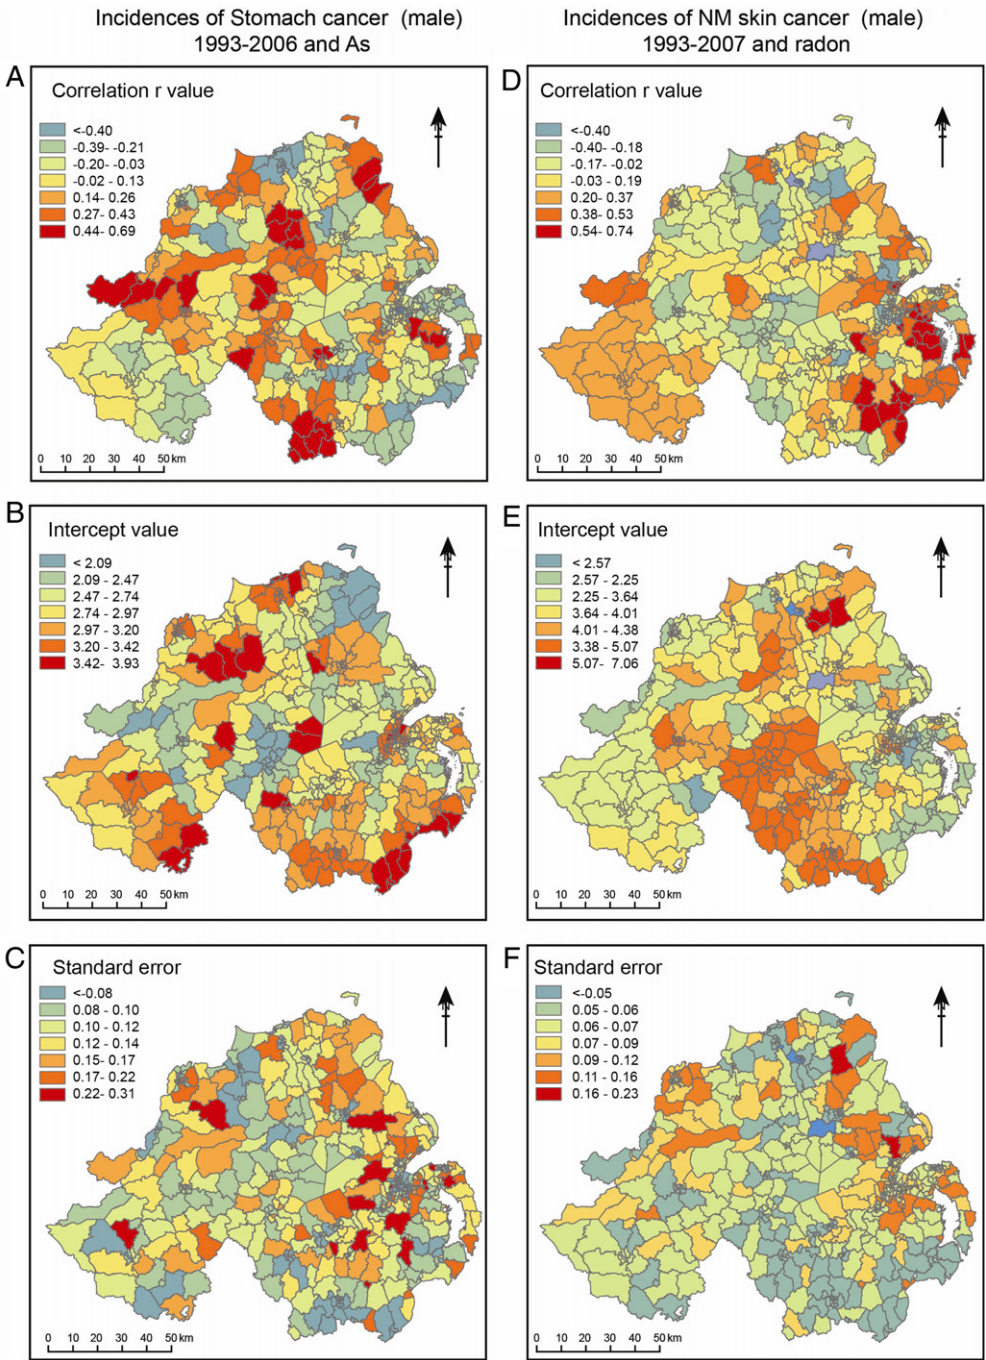 Incidences of Stomach cancer (male)
1993-2006 and As
Incidences of NM skin cancer (male)
1993-2007 and radon
A
Correlation r value
<-0.40
-0.39- -0.21
-0.20- -0.03
-0.02 - 0.13
0.14- 0.26
0.27- 0.43
0.44- 0.69
N
0 10 20 30 40 50 km
D
Correlation r value
<-0.40
-0.40- -0.18
-0.17- -0.02
-0.03 - 0.19
0.20- 0.37
0.38- 0.53
0.54- 0.74
N
0 10 20 30 40 50 km
B
Intercept value
< 2.09
2.09 - 2.47
2.47 - 2.74
2.74 - 2.97
2.97 - 3.20
3.20 - 3.42
3.42- 3.93
N
0 10 20 30 40 50 km
E
Intercept value
< 2.57
2.57 - 2.25
2.25 - 3.64
3.64 - 4.01
4.01 - 4.38
3.38 - 5.07
5.07- 7.06
N
0 10 20 30 40 50 km
C
Standard error
<-0.08
0.08 - 0.10
0.10 - 0.12
0.12 - 0.14
0.15 - 0.17
0.17- 0.22
0.22- 0.31
N
0 10 20 30 40 50 km
F
Standard error
<-0.05
0.05 - 0.06
0.06 - 0.07
0.07 - 0.09
0.09 - 0.12
0.11 - 0.16
0.16 - 0.23
N
0 10 20 30 40 50 km